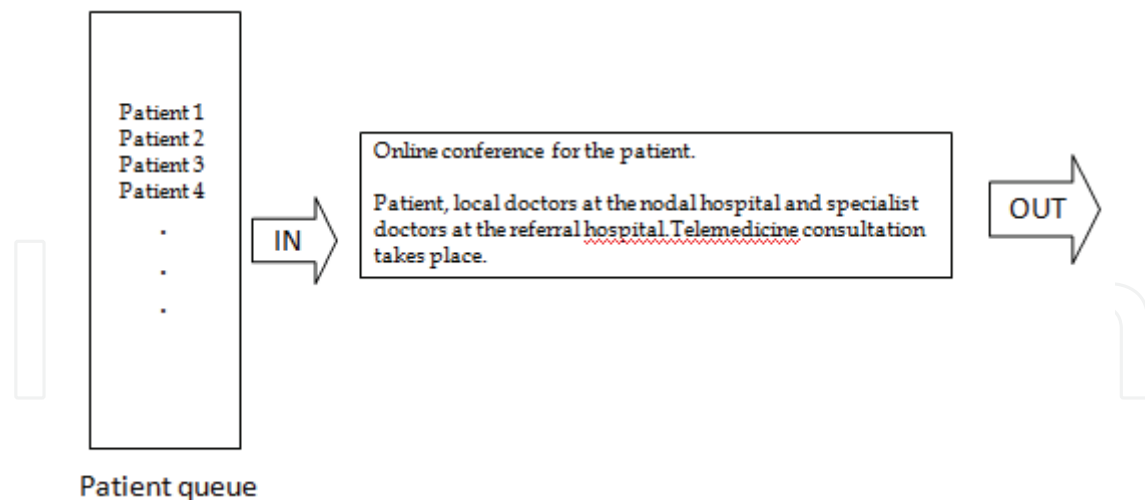 Patient 1
Patient 2
Patient 3
Patient 4
.
.
.
IN
Online conference for the patient.
Patient, local doctors at the nodal hospital and specialist
doctors at the referral hospital.Telemedicine consultation
takes place.
OUT
Patient queue